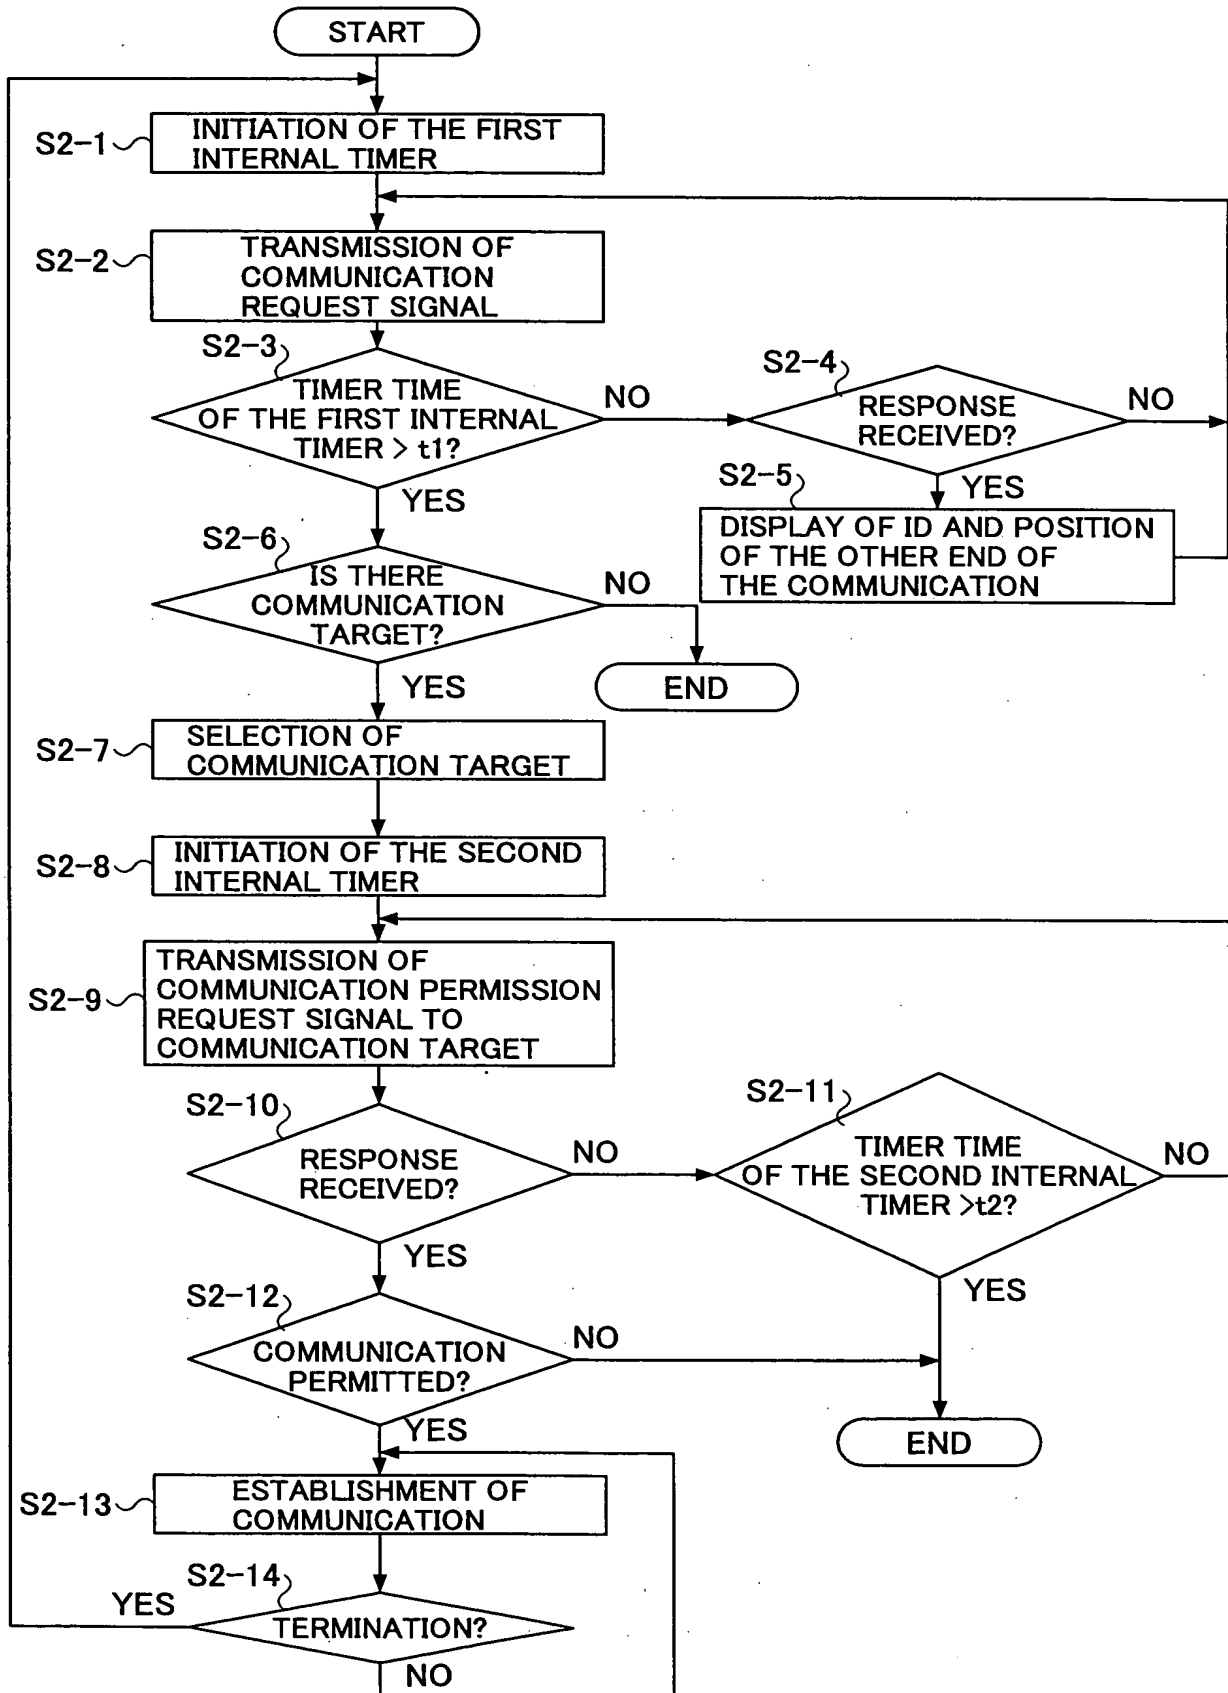 START
S2-1
INITIATION OF THE FIRST
INTERNAL TIMER
S2-2
TRANSMISSION OF
COMMUNICATION
REQUEST SIGNAL
S2-3
TIMER TIME
OF THE FIRST INTERNAL
TIMER > t1?
NO
YES
S2-4
RESPONSE
RECEIVED?
NO
YES
S2-5
DISPLAY OF ID AND POSITION
OF THE OTHER END OF
THE COMMUNICATION
S2-6
IS THERE
COMMUNICATION
TARGET?
NO
END
YES
S2-7
SELECTION OF
COMMUNICATION TARGET
S2-8
INITIATION OF THE SECOND
INTERNAL TIMER
S2-9
TRANSMISSION OF
COMMUNICATION PERMISSION
REQUEST SIGNAL TO
COMMUNICATION TARGET
S2-10
RESPONSE
RECEIVED?
NO
YES
S2-11
TIMER TIME
OF THE SECOND INTERNAL
TIMER >t2?
NO
YES
S2-12
COMMUNICATION
PERMITTED?
NO
YES
END
S2-13
ESTABLISHMENT OF
COMMUNICATION
S2-14
TERMINATION?
YES
NO